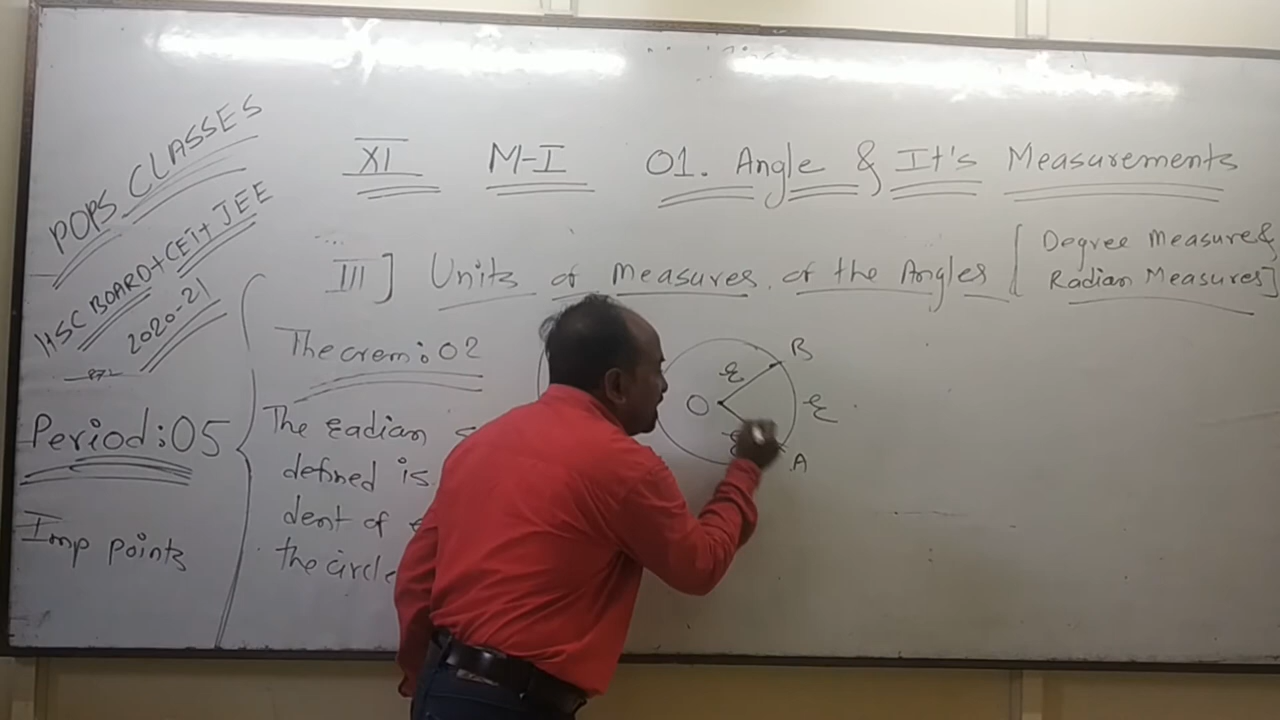 POPS CLASSES
HSC BOARD+CET+JEE
2020-21
Period:05
Imp points
XI M-I 01. Angle & It's Measurements
III] Units of Measures of the Angles [Degree Measure &
Radian Measures]
Theorem:02
The radian
defined is
dent of
the circle
B
r
O
r
A